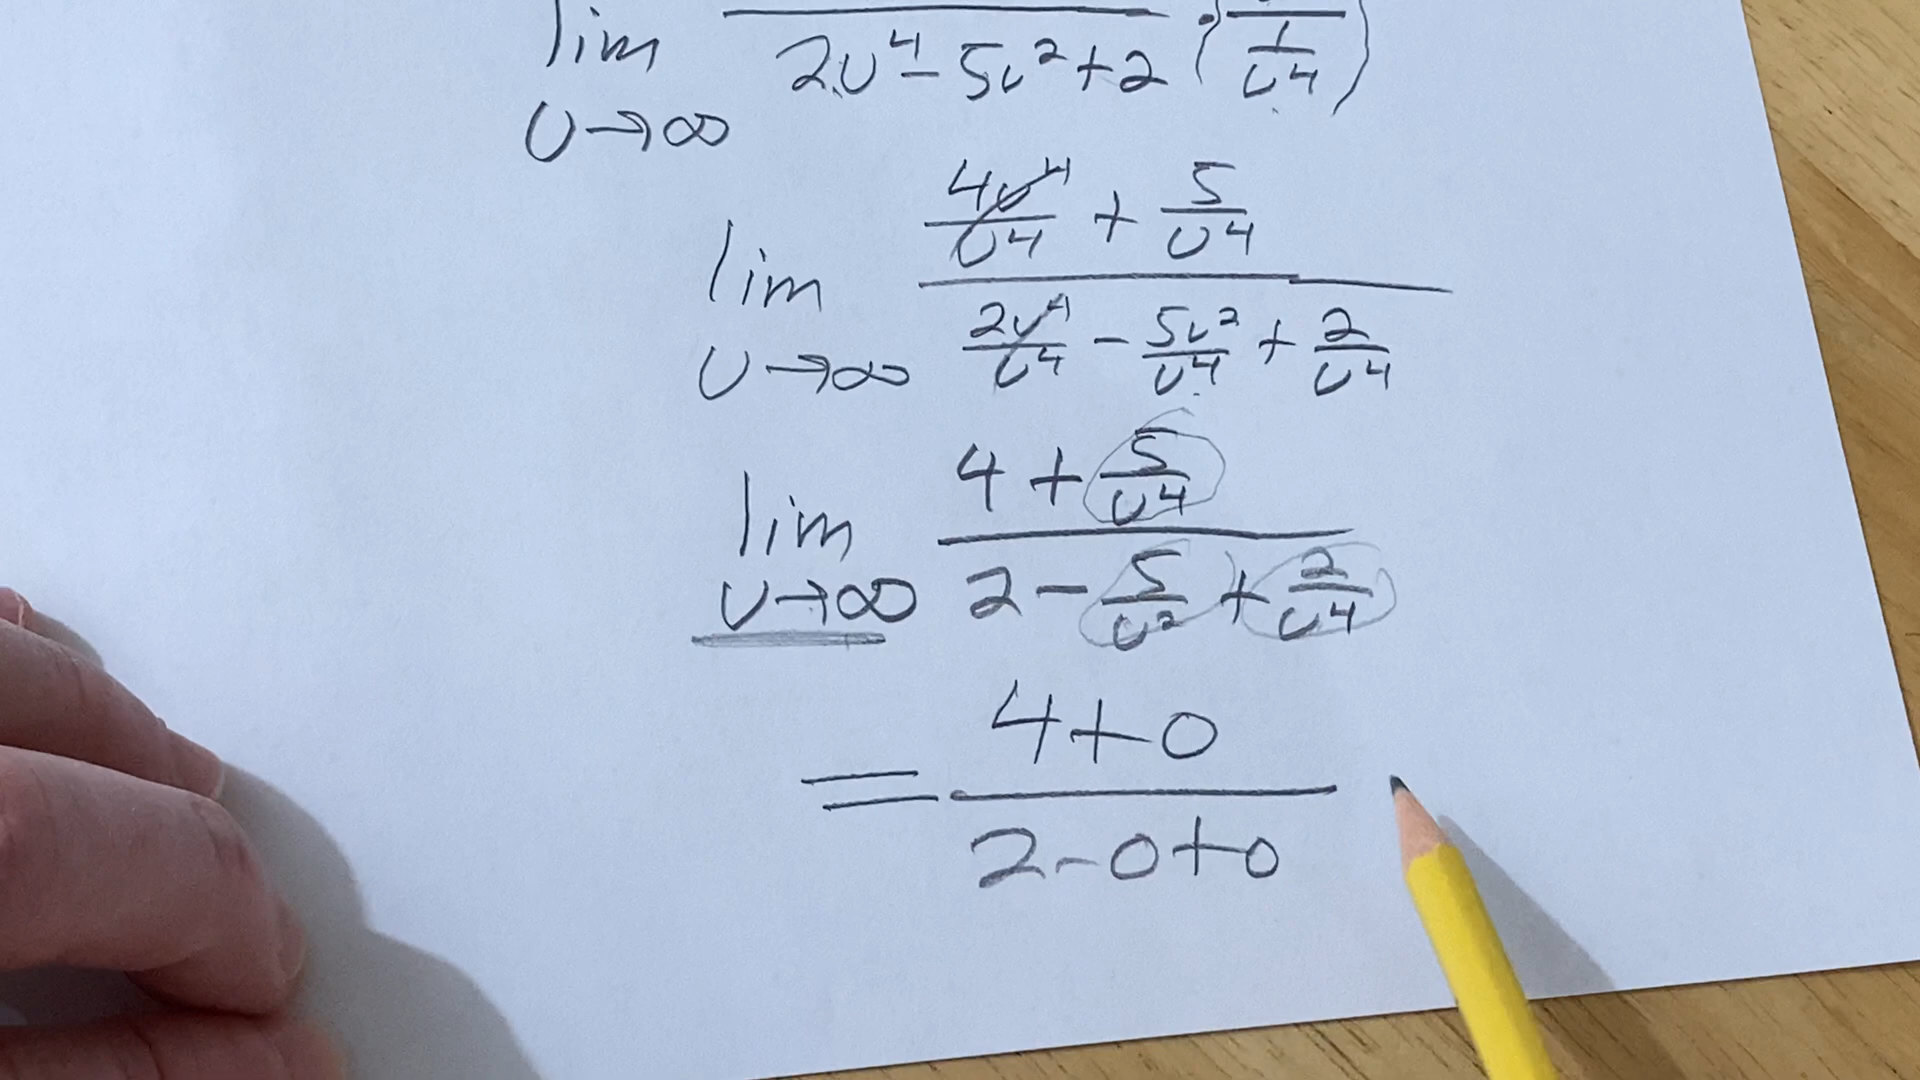 lim ───── · (─/(1/u⁴))
2u⁴ - 5u² + 2
u→∞
4u⁴/u⁴ + 5/u⁴
lim
u→∞ 2u⁴/u⁴ - 5u²/u⁴ + 2/u⁴
4 + 5/u⁴
lim
u→∞ 2 - 5/u² + 2/u⁴
4+0
=
2-0+0